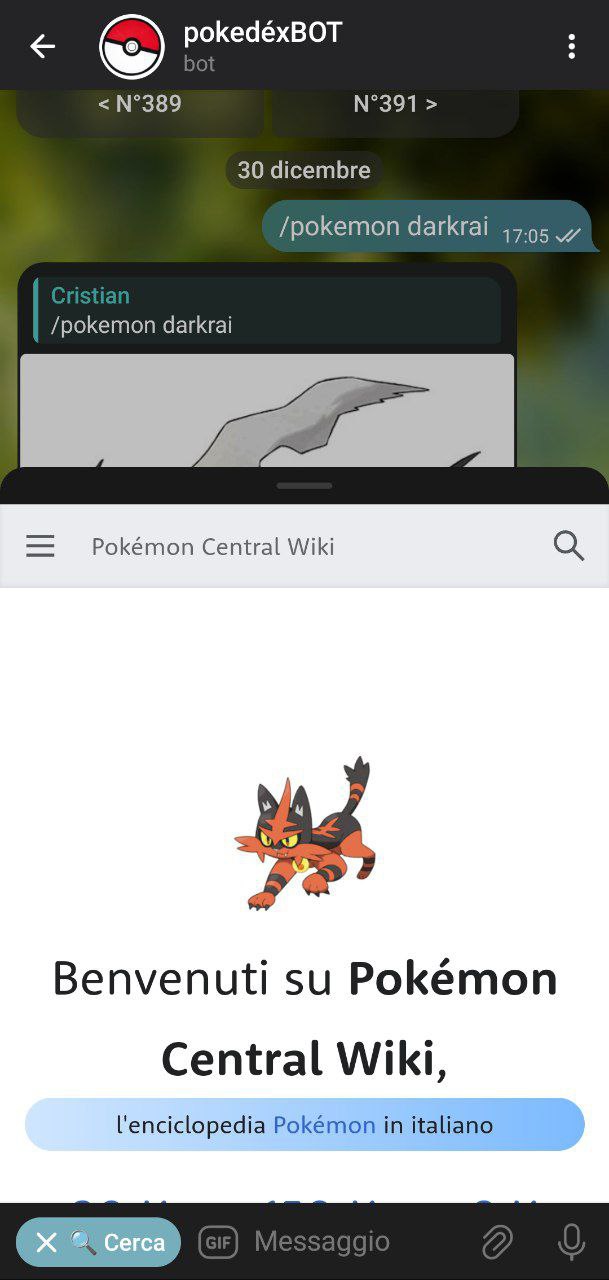 pokedéxBOT
bot
< N°389
N°391 >
30 dicembre
/pokemon darkrai 17:05
Cristian
/pokemon darkrai
Pokémon Central Wiki
Benvenuti su Pokémon
Central Wiki,
l'enciclopedia Pokémon in italiano
Cerca
GIF
Messaggio